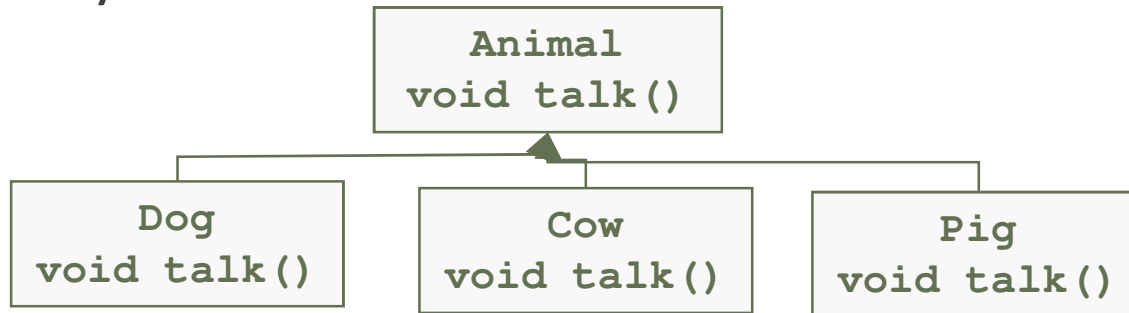 Animal
void talk()
Dog
void talk()
Cow
void talk()
Pig
void talk()